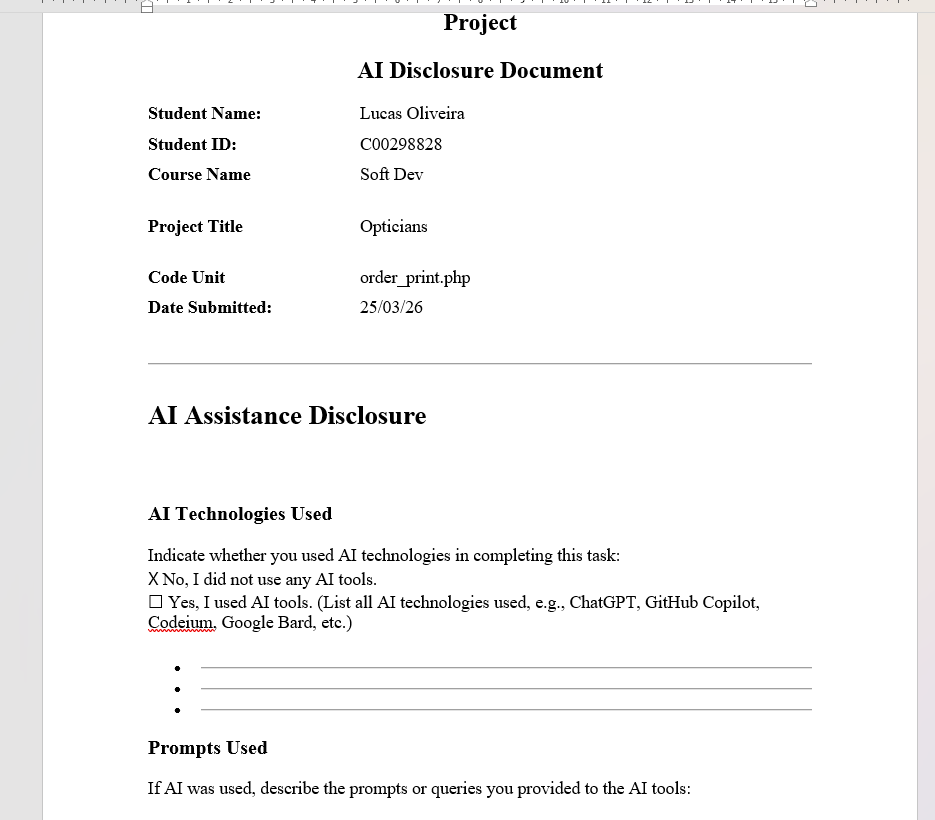 Project
AI Disclosure Document
Student Name: Lucas Oliveira
Student ID: C00298828
Course Name Soft Dev
Project Title Opticians
Code Unit order_print.php
Date Submitted: 25/03/26
AI Assistance Disclosure
AI Technologies Used
Indicate whether you used AI technologies in completing this task:
X No, I did not use any AI tools.
☐ Yes, I used AI tools. (List all AI technologies used, e.g., ChatGPT, GitHub Copilot,
Codeium, Google Bard, etc.)
Prompts Used
If AI was used, describe the prompts or queries you provided to the AI tools: